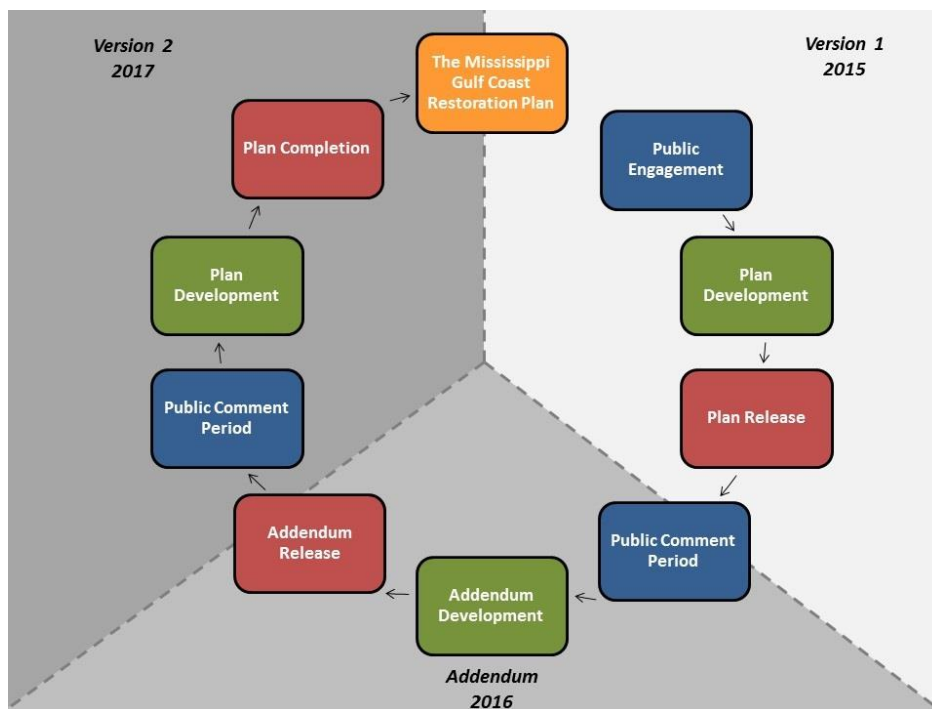 Version 2
2017
The Mississippi
Gulf Coast
Restoration Plan
Version 1
2015
Plan Completion
Public
Engagement
Plan
Development
Plan
Development
Public Comment
Period
Plan Release
Addendum
Release
Public Comment
Period
Addendum
Development
Addendum
2016